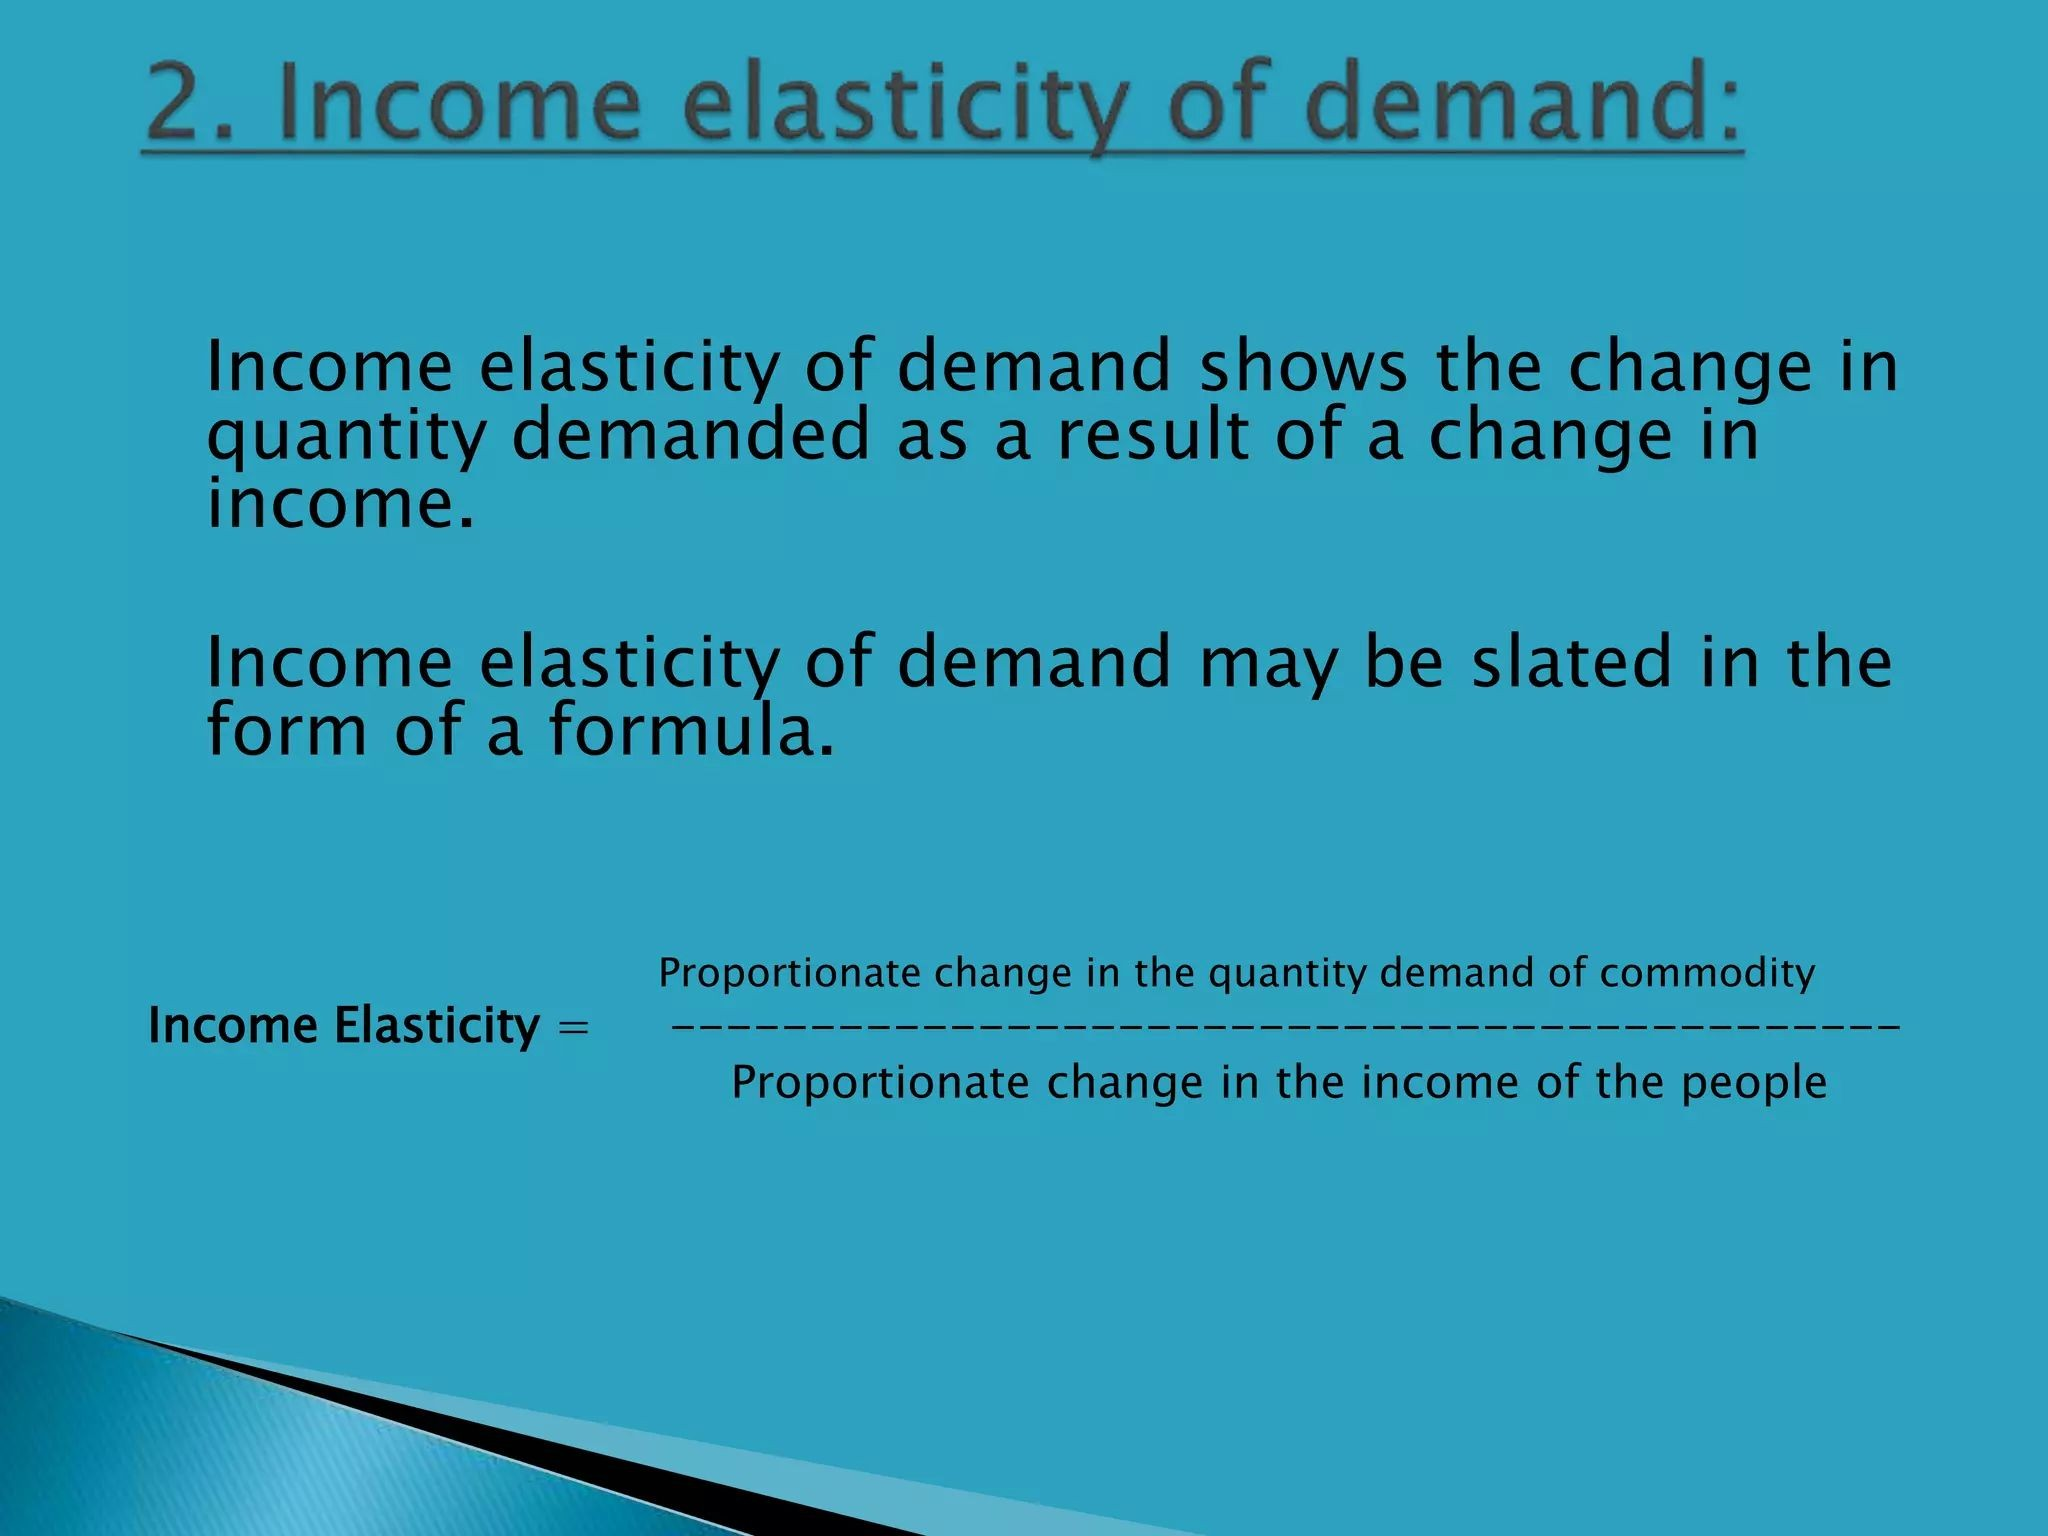 2. Income elasticity of demand:
Income elasticity of demand shows the change in
quantity demanded as a result of a change in
income.
Income elasticity of demand may be slated in the
form of a formula.
Proportionate change in the quantity demand of commodity
Income Elasticity = --------------------------------------------
Proportionate change in the income of the people